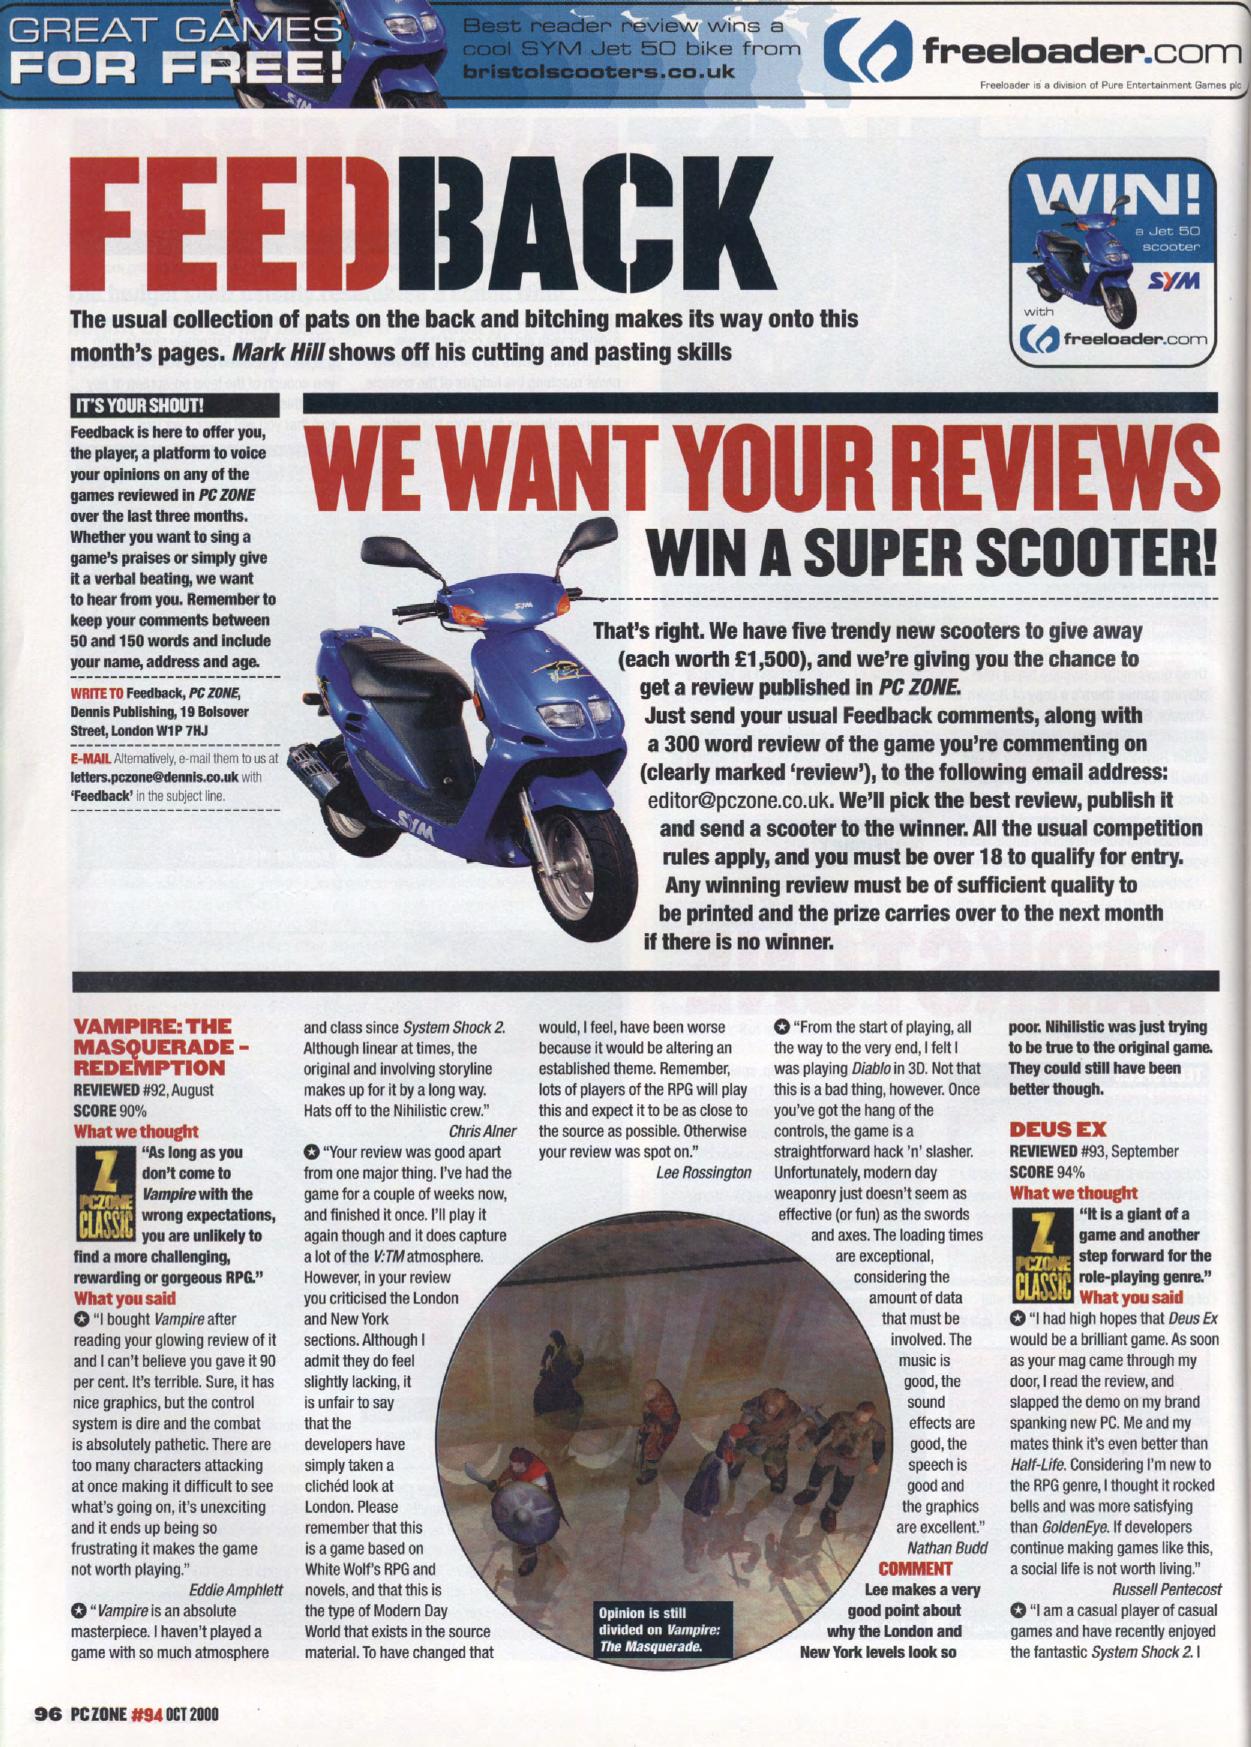 GREAT GAMES
FOR FREE!
SYM
Best reader review wins a
cool SYM Jet 50 bike from
bristolscooters.co.uk
freeloader.com
Freeloader is a division of Pure Entertainment Games plc
FEEDBACK
The usual collection of pats on the back and bitching makes its way onto this
month's pages. Mark Hill shows off his cutting and pasting skills
WIN!
a Jet 50
scooter
SYM
with
freeloader.com
IT'S YOUR SHOUT!
Feedback is here to offer you,
the player, a platform to voice
your opinions on any of the
games reviewed in PC ZONE
over the last three months.
Whether you want to sing a
game's praises or simply give
it a verbal beating, we want
to hear from you. Remember to
keep your comments between
50 and 150 words and include
your name, address and age.
WRITE TO Feedback, PC ZONE,
Dennis Publishing, 19 Bolsover
Street, London W1P 7HJ
E-MAIL Alternatively, e-mail them to us at
letters.pczone@dennis.co.uk with
'Feedback' in the subject line.
WE WANT YOUR REVIEWS
WIN A SUPER SCOOTER!
SYM
SYM
That's right. We have five trendy new scooters to give away
(each worth £1,500), and we're giving you the chance to
get a review published in PC ZONE.
Just send your usual Feedback comments, along with
a 300 word review of the game you're commenting on
(clearly marked 'review'), to the following email address:
editor@pczone.co.uk. We'll pick the best review, publish it
and send a scooter to the winner. All the usual competition
rules apply, and you must be over 18 to qualify for entry.
Any winning review must be of sufficient quality to
be printed and the prize carries over to the next month
if there is no winner.
VAMPIRE: THE
MASQUERADE –
REDEMPTION
REVIEWED #92, August
SCORE 90%
What we thought
Z
PCZONE
CLASSIC
"As long as you
don't come to
Vampire with the
wrong expectations,
you are unlikely to
find a more challenging,
rewarding or gorgeous RPG."
What you said
"I bought Vampire after
reading your glowing review of it
and I can't believe you gave it 90
per cent. It's terrible. Sure, it has
nice graphics, but the control
system is dire and the combat
is absolutely pathetic. There are
too many characters attacking
at once making it difficult to see
what's going on, it's unexciting
and it ends up being so
frustrating it makes the game
not worth playing."
Eddie Amphlett
"Vampire is an absolute
masterpiece. I haven't played a
game with so much atmosphere
and class since System Shock 2.
Although linear at times, the
original and involving storyline
makes up for it by a long way.
Hats off to the Nihilistic crew."
Chris Alner
"Your review was good apart
from one major thing. I've had the
game for a couple of weeks now,
and finished it once. I'll play it
again though and it does capture
a lot of the V:TM atmosphere.
However, in your review
you criticised the London
and New York
sections. Although I
admit they do feel
slightly lacking, it
is unfair to say
that the
developers have
simply taken a
clichéd look at
London. Please
remember that this
is a game based on
White Wolf's RPG and
novels, and that this is
the type of Modern Day
World that exists in the source
material. To have changed that
would, I feel, have been worse
because it would be altering an
established theme. Remember,
lots of players of the RPG will play
this and expect it to be as close to
the source as possible. Otherwise
your review was spot on."
Lee Rossington
Opinion is still
divided on Vampire:
The Masquerade.
"From the start of playing, all
the way to the very end, I felt I
was playing Diablo in 3D. Not that
this is a bad thing, however. Once
you've got the hang of the
controls, the game is a
straightforward hack 'n' slasher.
Unfortunately, modern day
weaponry just doesn't seem as
effective (or fun) as the swords
and axes. The loading times
are exceptional,
considering the
amount of data
that must be
involved. The
music is
good, the
sound
effects are
good, the
speech is
good and
the graphics
are excellent."
Nathan Budd
COMMENT
Lee makes a very
good point about
why the London and
New York levels look so
poor. Nihilistic was just trying
to be true to the original game.
They could still have been
better though.
DEUS EX
REVIEWED #93, September
SCORE 94%
What we thought
Z
PCZONE
CLASSIC
"It is a giant of a
game and another
step forward for the
role-playing genre."
What you said
"I had high hopes that Deus Ex
would be a brilliant game. As soon
as your mag came through my
door, I read the review, and
slapped the demo on my brand
spanking new PC. Me and my
mates think it's even better than
Half-Life. Considering I'm new to
the RPG genre, I thought it rocked
bells and was more satisfying
than GoldenEye. If developers
continue making games like this,
a social life is not worth living."
Russell Pentecost
"I am a casual player of casual
games and have recently enjoyed
the fantastic System Shock 2. I
96 PCZONE #94 OCT 2000